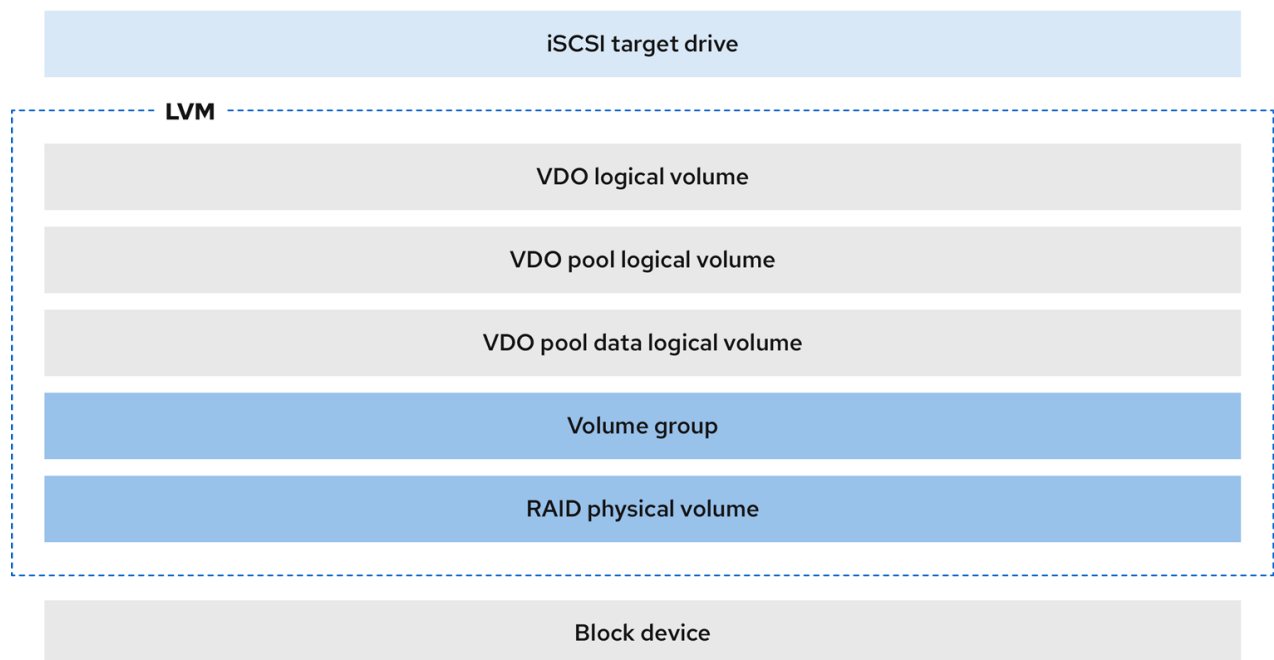 iSCSI target drive
LVM
VDO logical volume
VDO pool logical volume
VDO pool data logical volume
Volume group
RAID physical volume
Block device